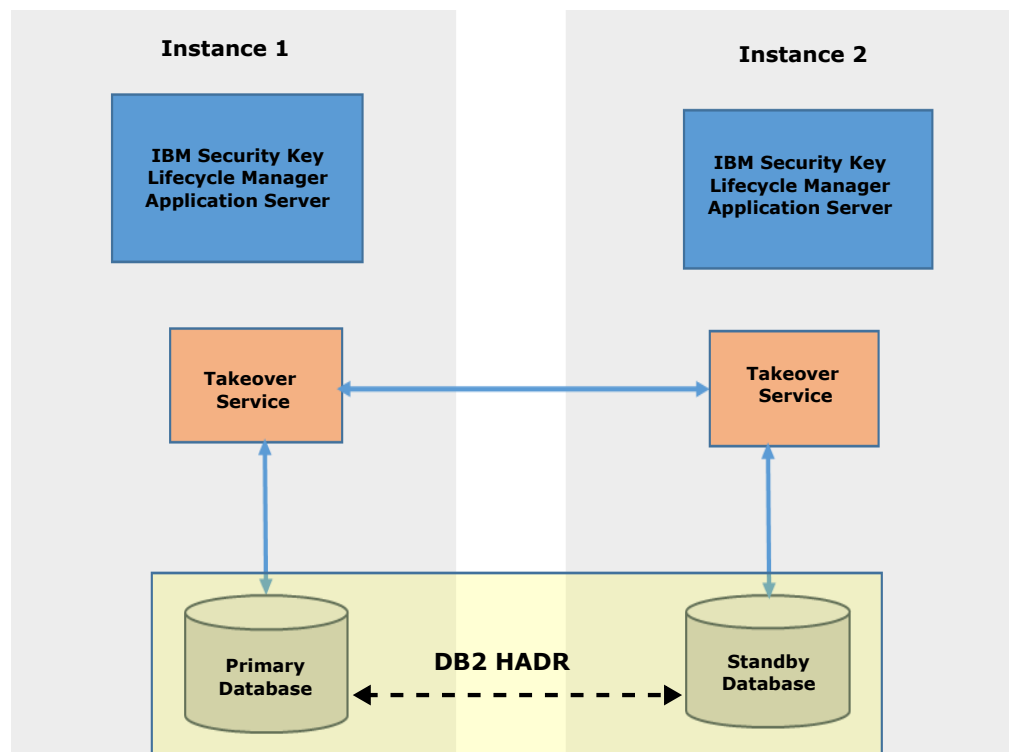 Instance 1
Instance 2
IBM Security Key
Lifecycle Manager
Application Server
IBM Security Key
Lifecycle Manager
Application Server
Takeover
Service
Takeover
Service
Primary
Database
DB2 HADR
Standby
Database